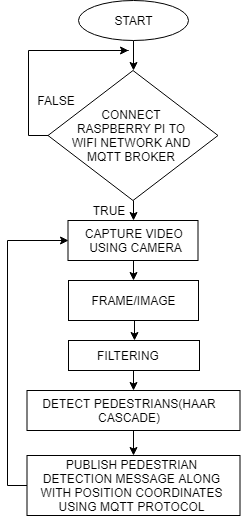 START
FALSE
CONNECT
RASPBERRY PI TO
WIFI NETWORK AND
MQTT BROKER
TRUE
CAPTURE VIDEO
USING CAMERA
FRAME/IMAGE
FILTERING
DETECT PEDESTRIANS(HAAR
CASCADE)
PUBLISH PEDESTRIAN
DETECTION MESSAGE ALONG
WITH POSITION COORDINATES
USING MQTT PROTOCOL